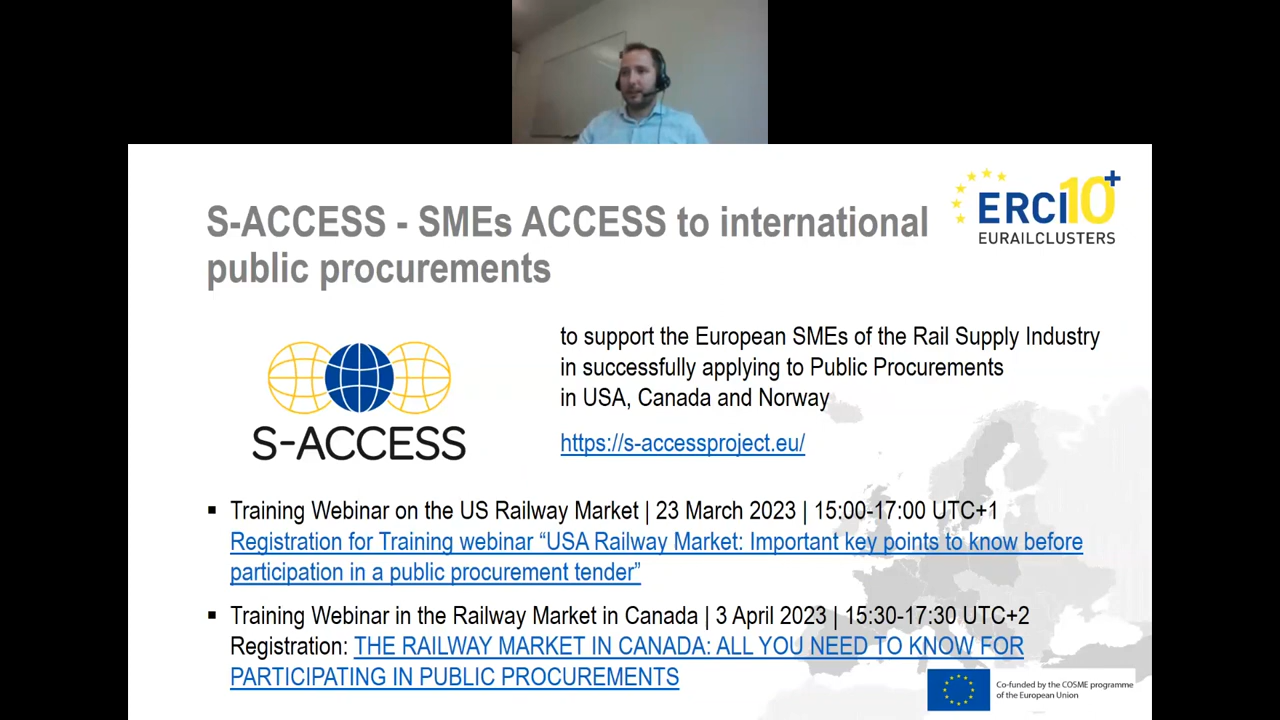 S-ACCESS - SMEs ACCESS to international
public procurements
ERCI10+
EURAILCLUSTERS
S-ACCESS
to support the European SMEs of the Rail Supply Industry
in successfully applying to Public Procurements
in USA, Canada and Norway
https://s-accessproject.eu/
▪ Training Webinar on the US Railway Market | 23 March 2023 | 15:00-17:00 UTC+1
Registration for Training webinar “USA Railway Market: Important key points to know before
participation in a public procurement tender”
▪ Training Webinar in the Railway Market in Canada | 3 April 2023 | 15:30-17:30 UTC+2
Registration: THE RAILWAY MARKET IN CANADA: ALL YOU NEED TO KNOW FOR
PARTICIPATING IN PUBLIC PROCUREMENTS
Co-funded by the COSME programme
of the European Union